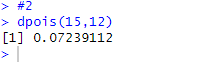 > #2
> dpois(15,12)
[1] 0.07239112
>